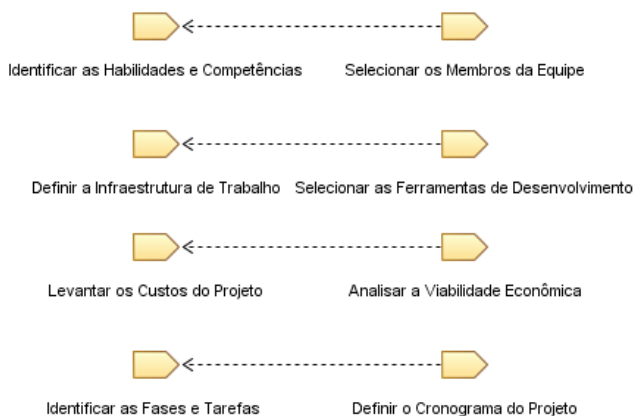 Identificar as Habilidades e Competências
Selecionar os Membros da Equipe
Definir a Infraestrutura de Trabalho
Selecionar as Ferramentas de Desenvolvimento
Levantar os Custos do Projeto
Analisar a Viabilidade Econômica
Identificar as Fases e Tarefas
Definir o Cronograma do Projeto